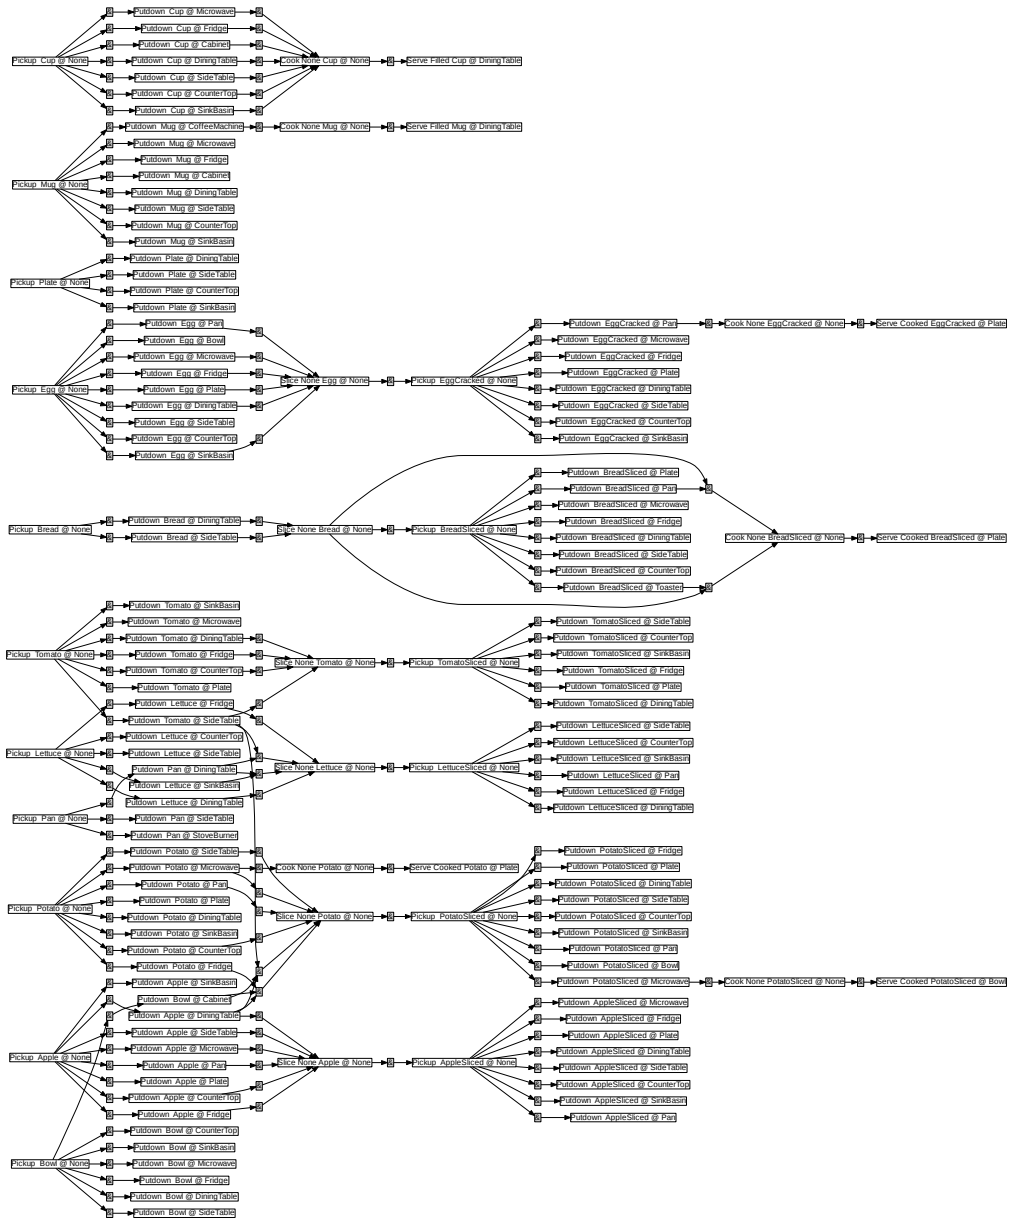 Pickup Cup @ None
& Putdown Cup @ Microwave &
& Putdown Cup @ Fridge &
& Putdown Cup @ Cabinet &
& Putdown Cup @ DiningTable & Cook None Cup @ None & Serve Filled Cup @ DiningTable
& Putdown Cup @ SideTable &
& Putdown Cup @ CounterTop &
& Putdown Cup @ SinkBasin &
Pickup Mug @ None
& Putdown Mug @ CoffeeMachine & Cook None Mug @ None & Serve Filled Mug @ DiningTable
& Putdown Mug @ Microwave
& Putdown Mug @ Fridge
& Putdown Mug @ Cabinet
& Putdown Mug @ DiningTable
& Putdown Mug @ SideTable
& Putdown Mug @ CounterTop
& Putdown Mug @ SinkBasin
Pickup Plate @ None
& Putdown Plate @ DiningTable
& Putdown Plate @ SideTable
& Putdown Plate @ CounterTop
& Putdown Plate @ SinkBasin
Pickup Egg @ None
& Putdown Egg @ Pan &
& Putdown Egg @ Bowl
& Putdown Egg @ Microwave &
& Putdown Egg @ Fridge &
& Putdown Egg @ Plate &
& Putdown Egg @ DiningTable &
& Putdown Egg @ SideTable
& Putdown Egg @ CounterTop
& Putdown Egg @ SinkBasin &
Slice None Egg @ None & Pickup EggCracked @ None
& Putdown EggCracked @ Pan & Cook None EggCracked @ None & Serve Cooked EggCracked @ Plate
& Putdown EggCracked @ Microwave
& Putdown EggCracked @ Fridge
& Putdown EggCracked @ Plate
& Putdown EggCracked @ DiningTable
& Putdown EggCracked @ SideTable
& Putdown EggCracked @ CounterTop
& Putdown EggCracked @ SinkBasin
Pickup Bread @ None
& Putdown Bread @ DiningTable &
& Putdown Bread @ SideTable &
Slice None Bread @ None & Pickup BreadSliced @ None
& Putdown BreadSliced @ Plate
& Putdown BreadSliced @ Pan &
& Putdown BreadSliced @ Microwave
& Putdown BreadSliced @ Fridge
& Putdown BreadSliced @ DiningTable
& Putdown BreadSliced @ SideTable
& Putdown BreadSliced @ CounterTop
& Putdown BreadSliced @ Toaster &
Cook None BreadSliced @ None & Serve Cooked BreadSliced @ Plate
Pickup Tomato @ None
& Putdown Tomato @ SinkBasin
& Putdown Tomato @ Microwave
& Putdown Tomato @ DiningTable &
& Putdown Tomato @ Fridge &
& Putdown Tomato @ CounterTop &
& Putdown Tomato @ Plate
& Putdown Lettuce @ Fridge &
& Putdown Tomato @ SideTable &
Slice None Tomato @ None & Pickup TomatoSliced @ None
& Putdown TomatoSliced @ SideTable
& Putdown TomatoSliced @ CounterTop
& Putdown TomatoSliced @ SinkBasin
& Putdown TomatoSliced @ Fridge
& Putdown TomatoSliced @ Plate
& Putdown TomatoSliced @ DiningTable
Pickup Lettuce @ None
& Putdown Lettuce @ CounterTop
& Putdown Lettuce @ SideTable &
& Putdown Pan @ DiningTable &
& Putdown Lettuce @ SinkBasin
& Putdown Lettuce @ DiningTable &
Slice None Lettuce @ None & Pickup LettuceSliced @ None
& Putdown LettuceSliced @ SideTable
& Putdown LettuceSliced @ CounterTop
& Putdown LettuceSliced @ SinkBasin
& Putdown LettuceSliced @ Pan
& Putdown LettuceSliced @ Fridge
& Putdown LettuceSliced @ DiningTable
Pickup Pan @ None
& Putdown Pan @ SideTable
& Putdown Pan @ StoveBurner
Pickup Potato @ None
& Putdown Potato @ SideTable &
& Putdown Potato @ Microwave & Cook None Potato @ None & Serve Cooked Potato @ Plate
& Putdown Potato @ Pan &
& Putdown Potato @ Plate
& Putdown Potato @ DiningTable &
& Putdown Potato @ SinkBasin
& Putdown Potato @ CounterTop &
& Putdown Potato @ Fridge &
Slice None Potato @ None & Pickup PotatoSliced @ None
& Putdown PotatoSliced @ Fridge
& Putdown PotatoSliced @ Plate
& Putdown PotatoSliced @ DiningTable
& Putdown PotatoSliced @ SideTable
& Putdown PotatoSliced @ CounterTop
& Putdown PotatoSliced @ SinkBasin
& Putdown PotatoSliced @ Pan
& Putdown PotatoSliced @ Bowl
& Putdown PotatoSliced @ Microwave & Cook None PotatoSliced @ None & Serve Cooked PotatoSliced @ Bowl
Pickup Apple @ None
& Putdown Apple @ SinkBasin
& Putdown Bowl @ Cabinet &
& Putdown Apple @ DiningTable &
& Putdown Apple @ SideTable &
& Putdown Apple @ Microwave &
& Putdown Apple @ Pan &
& Putdown Apple @ Plate
& Putdown Apple @ CounterTop &
& Putdown Apple @ Fridge &
Slice None Apple @ None & Pickup AppleSliced @ None
& Putdown AppleSliced @ Microwave
& Putdown AppleSliced @ Fridge
& Putdown AppleSliced @ Plate
& Putdown AppleSliced @ DiningTable
& Putdown AppleSliced @ SideTable
& Putdown AppleSliced @ CounterTop
& Putdown AppleSliced @ SinkBasin
& Putdown AppleSliced @ Pan
Pickup Bowl @ None
& Putdown Bowl @ CounterTop
& Putdown Bowl @ SinkBasin
& Putdown Bowl @ Microwave
& Putdown Bowl @ Fridge
& Putdown Bowl @ DiningTable
& Putdown Bowl @ SideTable